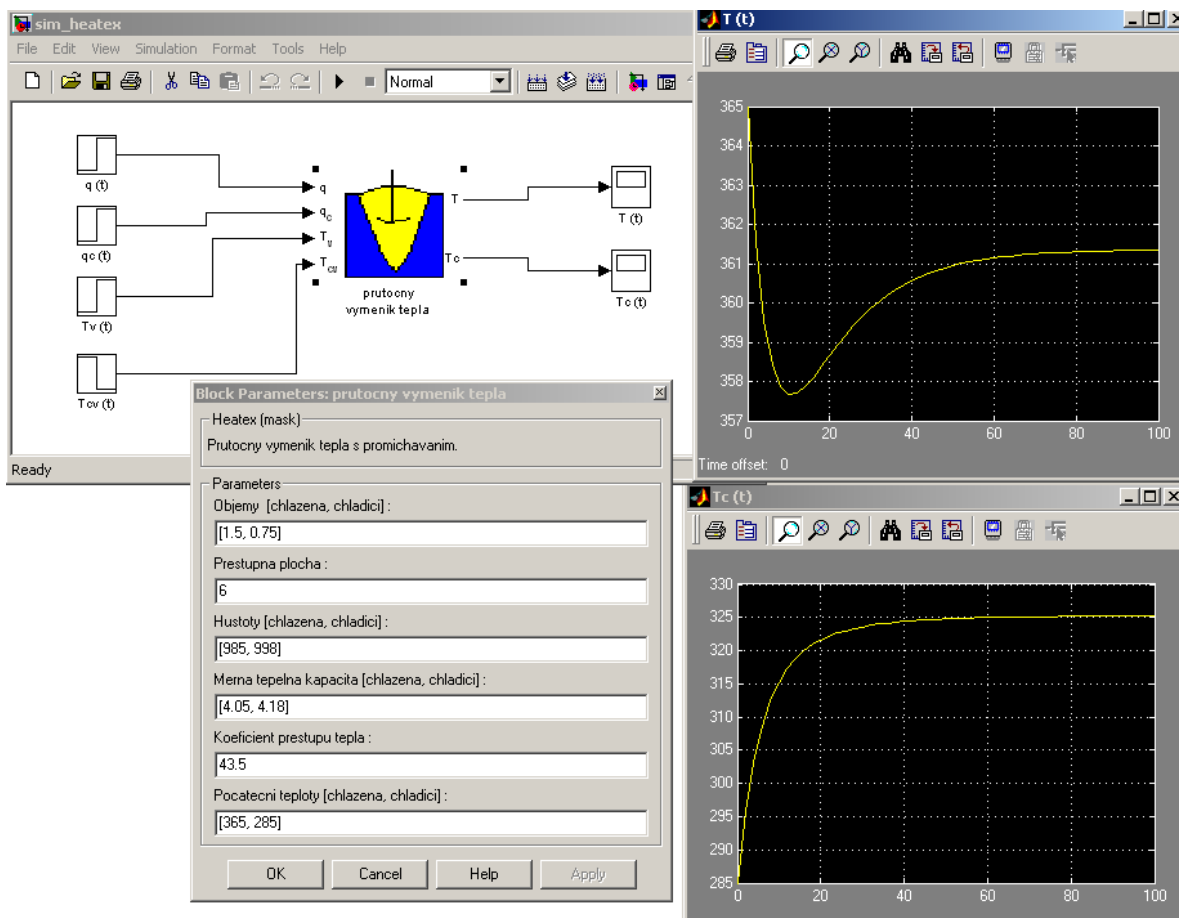 sim_heatex
File Edit View Simulation Format Tools Help
Normal
q (t)
qc (t)
Tv (t)
Tcv (t)
q
qc
Tv
Tcv
T
Tc
prutocny
vymenik tepla
T (t)
Tc (t)
Ready
Block Parameters: prutocny vymenik tepla
Heatex (mask)
Prutocny vymenik tepla s promichavanim.
Parameters
Objemy [chlazena, chladici] :
[1.5, 0.75]
Prestupna plocha :
6
Hustoty [chlazena, chladici] :
[985, 998]
Merna tepelna kapacita [chlazena, chladici] :
[4.05, 4.18]
Koeficient prestupu tepla :
43.5
Pocatecni teploty [chlazena, chladici] :
[365, 285]
OK Cancel Help Apply
T (t)
365
364
363
362
361
360
359
358
357
0 20 40 60 80 100
Time offset: 0
Tc (t)
330
325
320
315
310
305
300
295
290
285
0 20 40 60 80 100